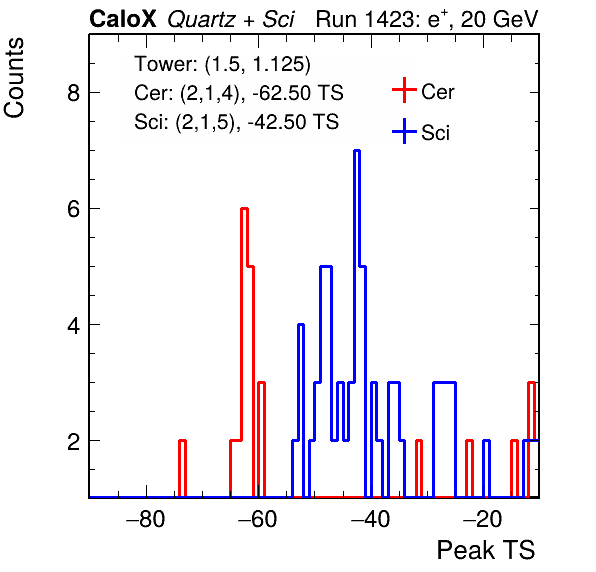 CaloX Quartz + Sci Run 1423: e+, 20 GeV
Counts
Tower: (1.5, 1.125)
Cer: (2,1,4), -62.50 TS
Sci: (2,1,5), -42.50 TS
Cer
Sci
8
6
4
2
−80 −60 −40 −20
Peak TS